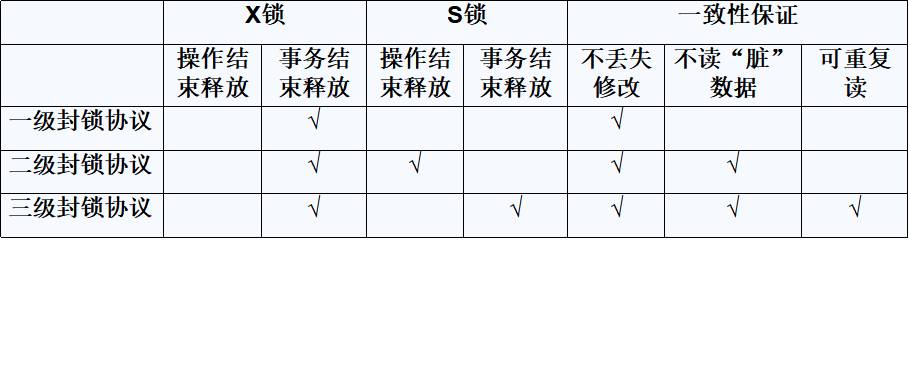 X锁 S锁 一致性保证
操作结 事务结 操作结 事务结 不丢失 不读“脏” 可重复
束释放 束释放 束释放 束释放 修改 数据 读
一级封锁协议 √ √
二级封锁协议 √ √ √ √
三级封锁协议 √ √ √ √ √